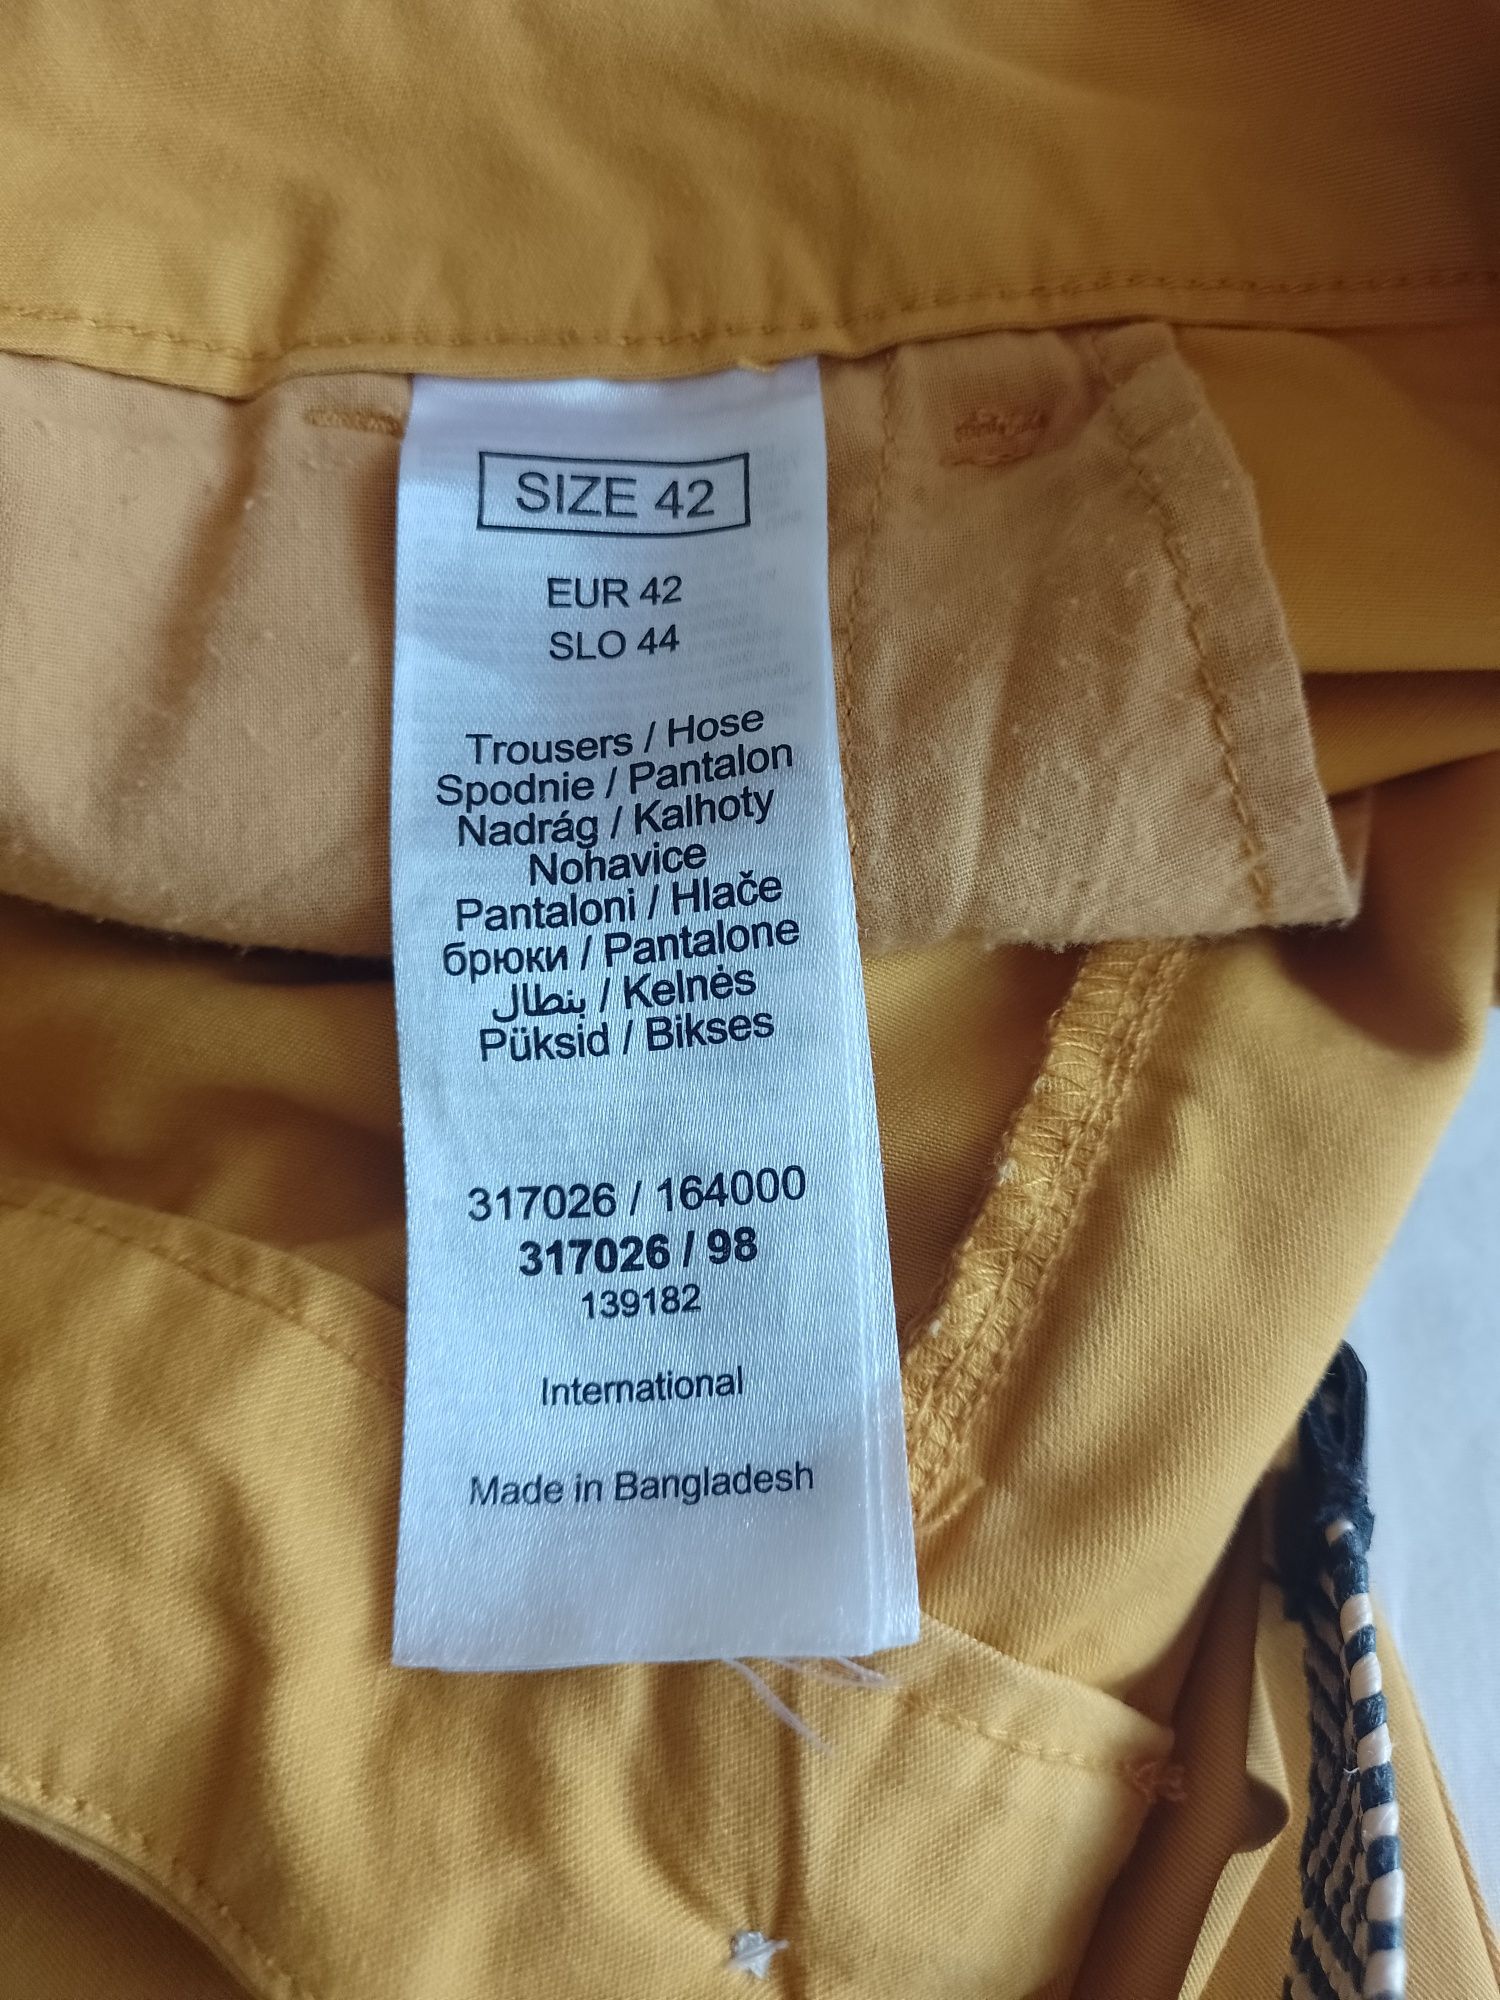 SIZE 42
EUR 42
SLO 44
Trousers / Hose
Spodnie / Pantalon
Nadrág / Kalhoty
Nohavice
Pantaloni / Hlače
брюки / Pantalone
بنطال / Kelnės
Püksid / Bikses
317026 / 164000
317026 / 98
139182
International
Made in Bangladesh